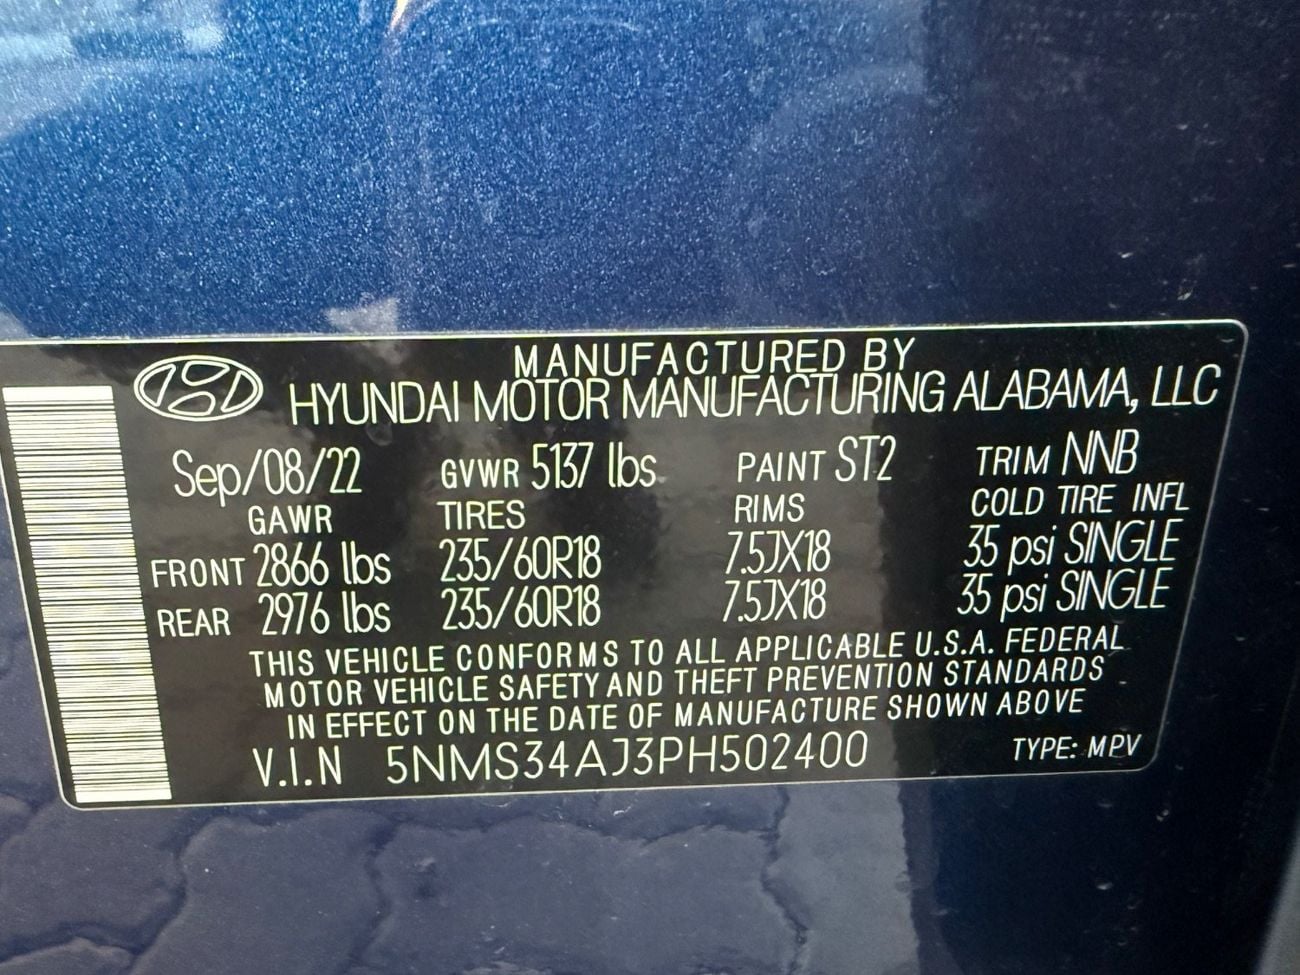 MANUFACTURED BY
HYUNDAI MOTOR MANUFACTURING ALABAMA, LLC
Sep/08/22 GVWR 5137 lbs PAINT ST2 TRIM NNB
GAWR TIRES RIMS COLD TIRE INFL
FRONT 2866 lbs 235/60R18 7.5JX18 35 psi SINGLE
REAR 2976 lbs 235/60R18 7.5JX18 35 psi SINGLE
THIS VEHICLE CONFORMS TO ALL APPLICABLE U.S.A. FEDERAL
MOTOR VEHICLE SAFETY AND THEFT PREVENTION STANDARDS
IN EFFECT ON THE DATE OF MANUFACTURE SHOWN ABOVE
V.I.N 5NMS34AJ3PH502400 TYPE: MPV